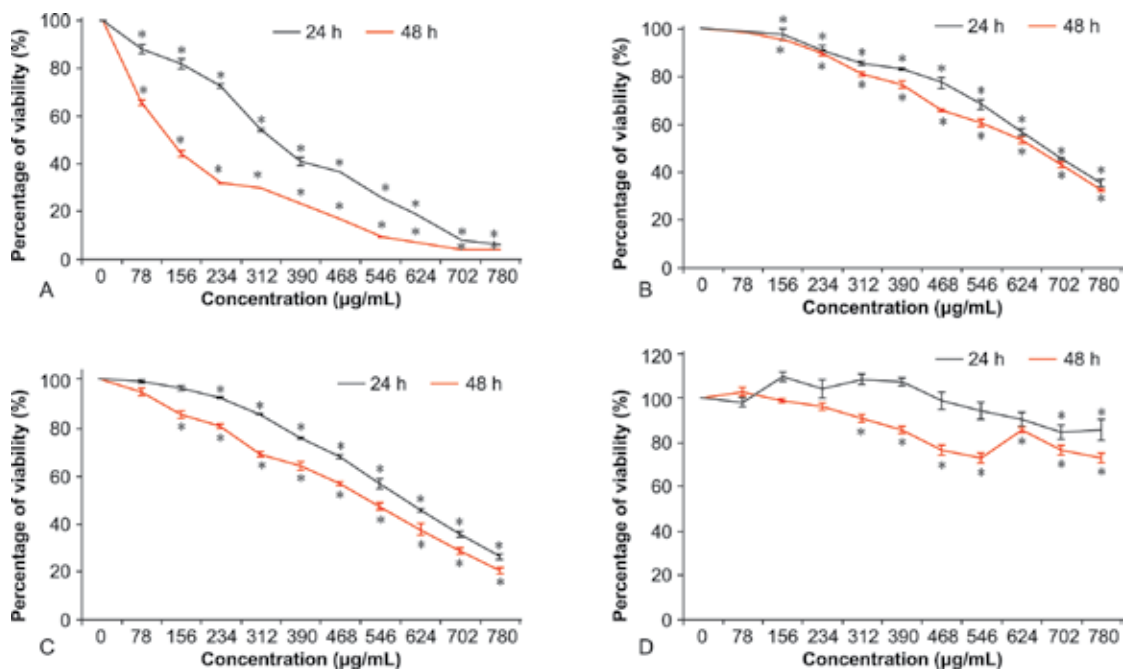 24 h 48 h
Percentage of viability (%)
100
80
60
40
20
0
0 78 156 234 312 390 468 546 624 702 780
A
Concentration (µg/mL)
24 h 48 h
Percentage of viability (%)
100
80
60
40
20
0
0 78 156 234 312 390 468 546 624 702 780
B
Concentration (µg/mL)
24 h 48 h
Percentage of viability (%)
100
80
60
40
20
0
0 78 156 234 312 390 468 546 624 702 780
C
Concentration (µg/mL)
24 h 48 h
Percentage of viability (%)
120
100
80
60
40
20
0
0 78 156 234 312 390 468 546 624 702 780
D
Concentration (µg/mL)